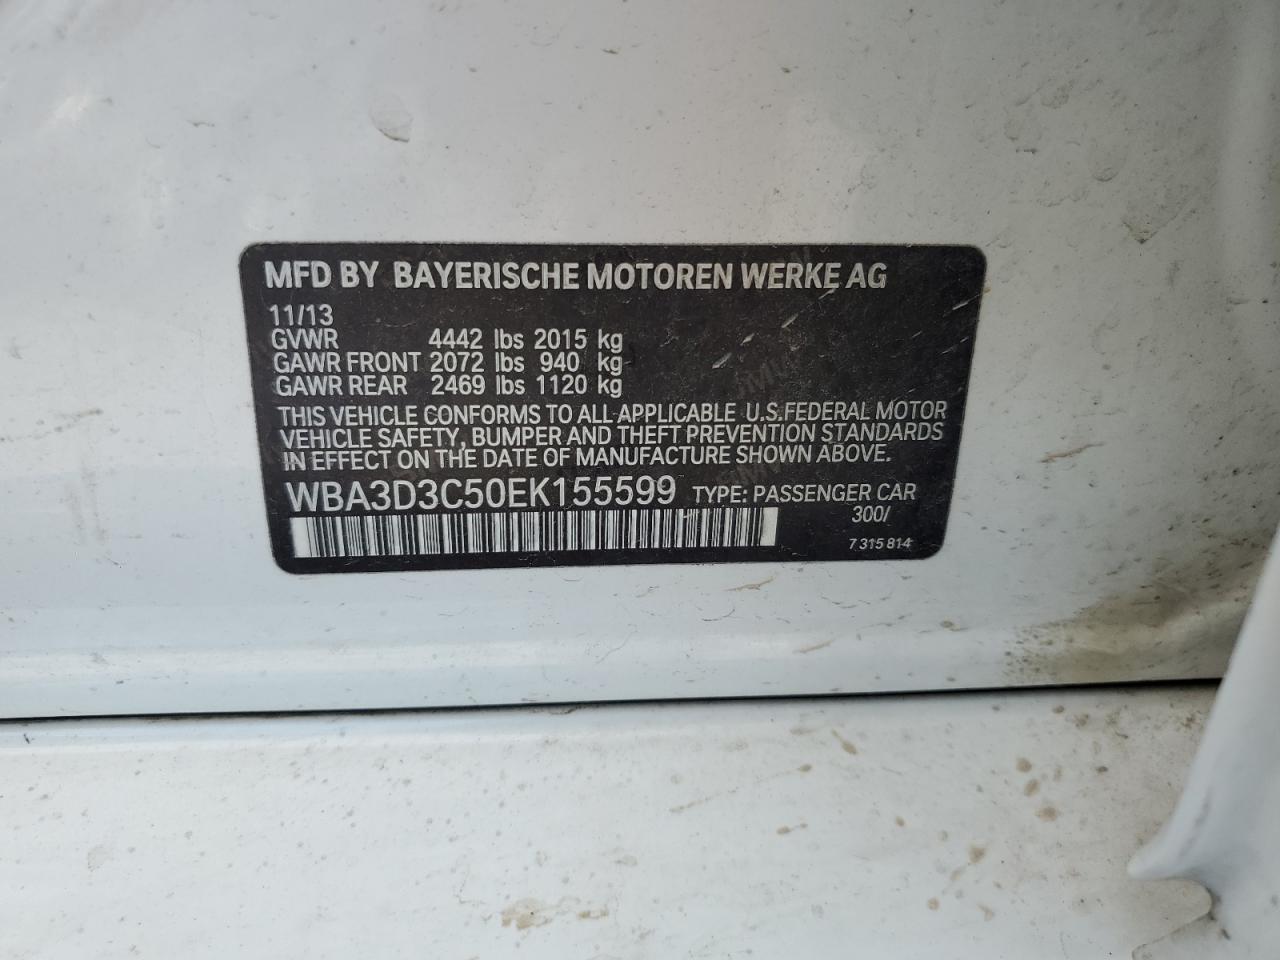 MFD BY BAYERISCHE MOTOREN WERKE AG
11/13
GVWR 4442 lbs 2015 kg
GAWR FRONT 2072 lbs 940 kg
GAWR REAR 2469 lbs 1120 kg
THIS VEHICLE CONFORMS TO ALL APPLICABLE U.S. FEDERAL MOTOR
VEHICLE SAFETY, BUMPER AND THEFT PREVENTION STANDARDS
IN EFFECT ON THE DATE OF MANUFACTURE SHOWN ABOVE.
WBA3D3C50EK155599 TYPE: PASSENGER CAR
300/
7 315 814